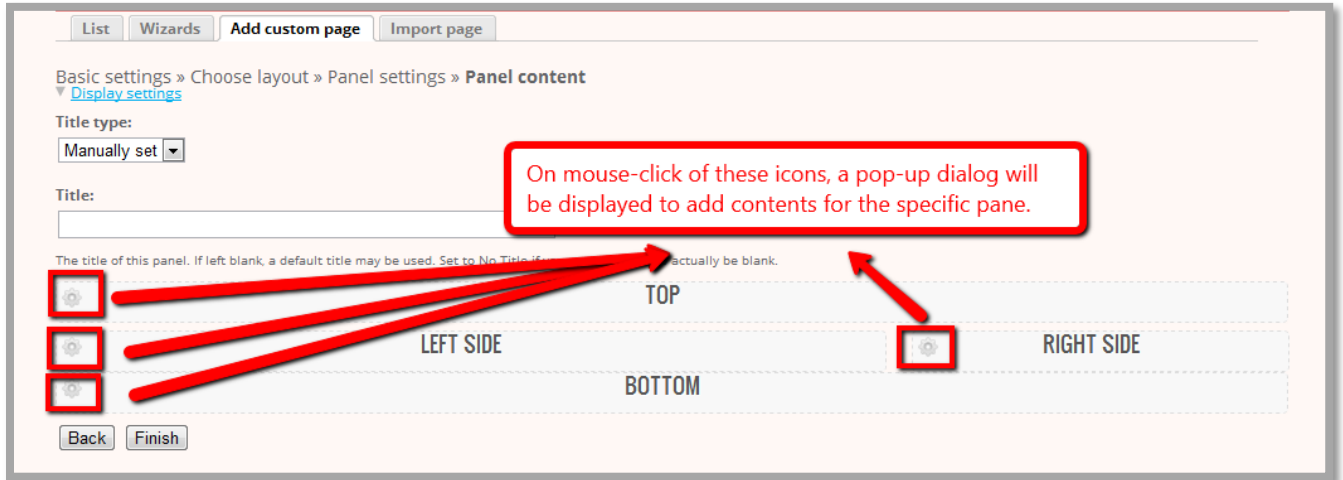 List Wizards Add custom page Import page
Basic settings » Choose layout » Panel settings » Panel content
Display settings
Title type:
Manually set
On mouse-click of these icons, a pop-up dialog will
be displayed to add contents for the specific pane.
Title:
The title of this panel. If left blank, a default title may be used. Set to No Title if actually be blank.
TOP
LEFT SIDE RIGHT SIDE
BOTTOM
Back Finish